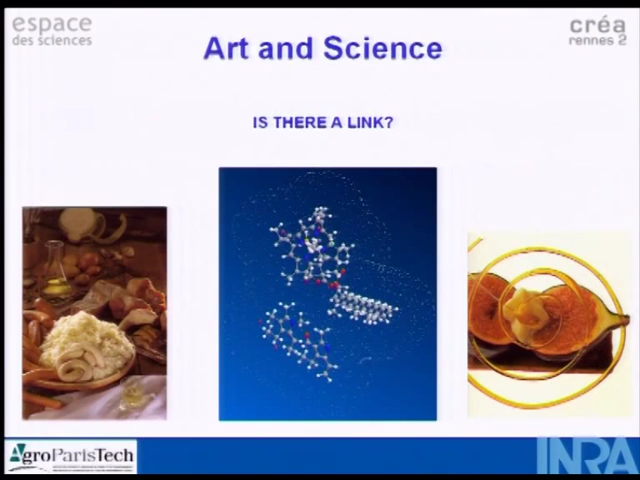 espace
des sciences
créa
rennes 2
Art and Science
IS THERE A LINK?
AgroParisTech
INRA